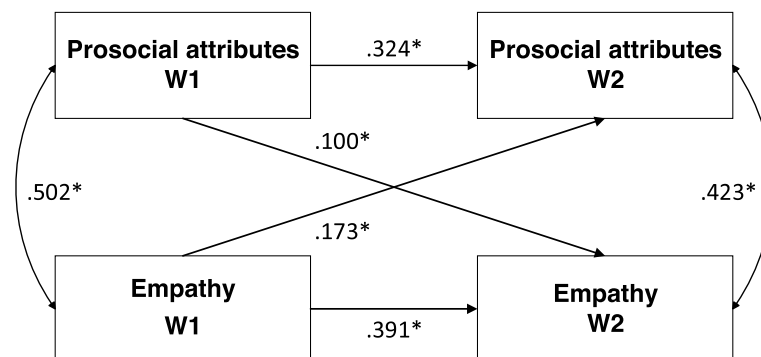 Prosocial attributes
W1
.324*
Prosocial attributes
W2
.100*
.502*
.423*
.173*
Empathy
W1
.391*
Empathy
W2